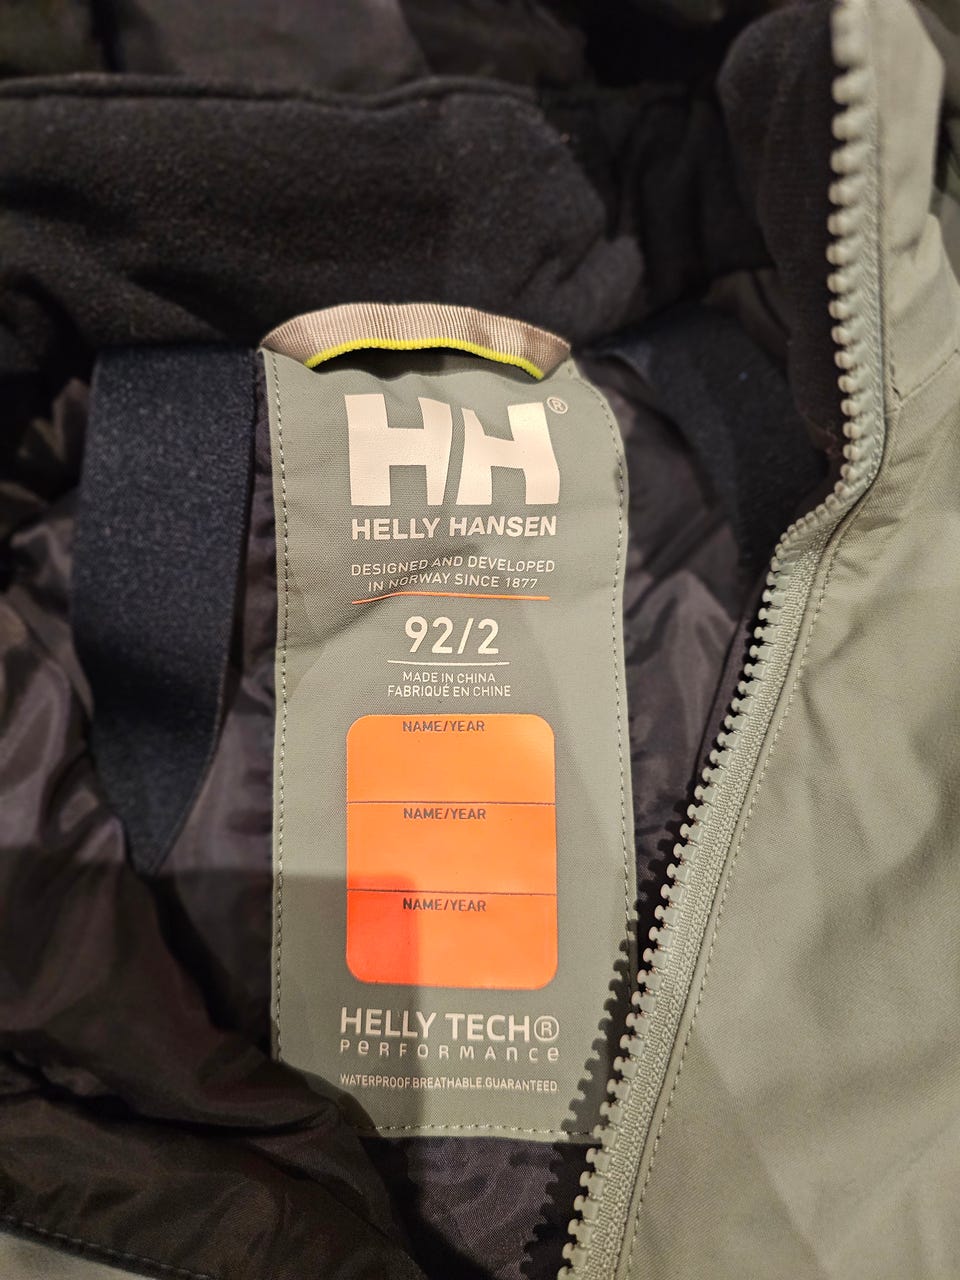 HH®
HELLY HANSEN
DESIGNED AND DEVELOPED
IN NORWAY SINCE 1877
92/2
MADE IN CHINA
FABRIQUÉ EN CHINE
NAME/YEAR
NAME/YEAR
NAME/YEAR
HELLY TECH®
PERFORMANCE
WATERPROOF.BREATHABLE.GUARANTEED.